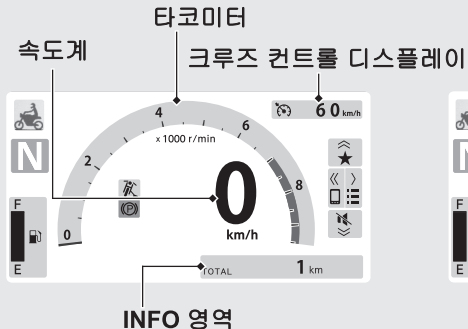 타코미터
속도계
크루즈 컨트롤 디스플레이
60 km/h
4
6
x 1000 r/min
N
2
8
0
F
E
P
0
km/h
TOTAL 1 km
INFO 영역
N
F
E